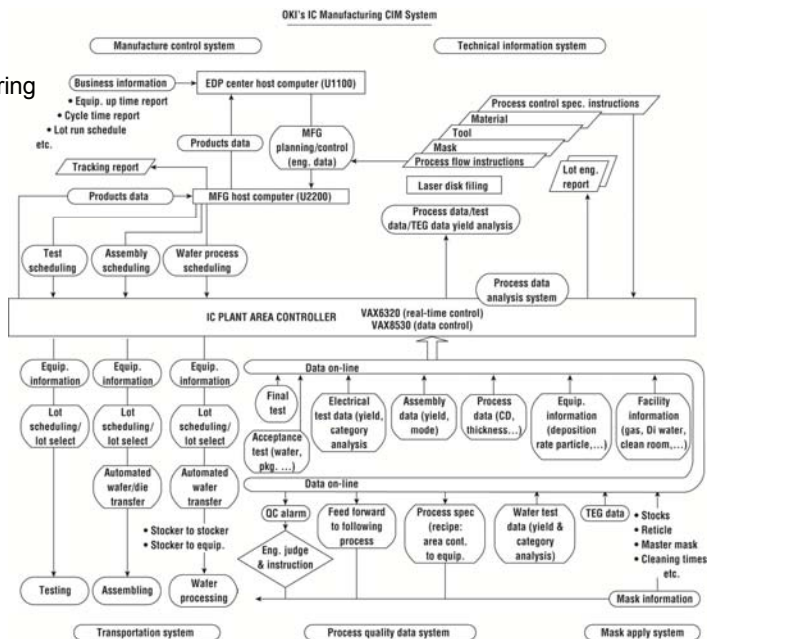 OKI's IC Manufacturing CIM System
Manufacture control system
Technical information system
ring
Business information
• Equip. up time report
• Cycle time report
• Lot run schedule
etc.
EDP center host computer (U1100)
Products data
MFG
planning/control
(eng. data)
Process control spec. instructions
Material
Tool
Mask
Process flow instructions
Laser disk filing
Lot eng.
report
Tracking report
Products data
MFG host computer (U2200)
Process data/test
data/TEG data yield analysis
Test
scheduling
Assembly
scheduling
Wafer process
scheduling
Process data
analysis system
IC PLANT AREA CONTROLLER
VAX6320 (real-time control)
VAX8530 (data control)
Equip.
information
Equip.
information
Equip.
information
Data on-line
Lot
scheduling/
lot select
Lot
scheduling/
lot select
Lot
scheduling/
lot select
Final
test
Acceptance
test (wafer,
pkg. ...)
Electrical
test data (yield,
category
analysis
Assembly
data (yield,
mode)
Process
data (CD,
thickness...)
Equip.
information
(deposition
rate particle,...)
Facility
information
(gas, Di water,
clean room,...)
Automated
wafer/die
transfer
Automated
wafer
transfer
Data on-line
• Stocker to stocker
• Stocker to equip.
QC alarm
Eng. judge
& instruction
Feed forward
to following
process
Process spec
(recipe:
area cont.
to equip.
Wafer test
data (yield &
category
analysis)
TEG data
• Stocks
• Reticle
• Master mask
• Cleaning times
etc.
Testing
Assembling
Wafer
processing
Mask information
Transportation system
Process quality data system
Mask apply system